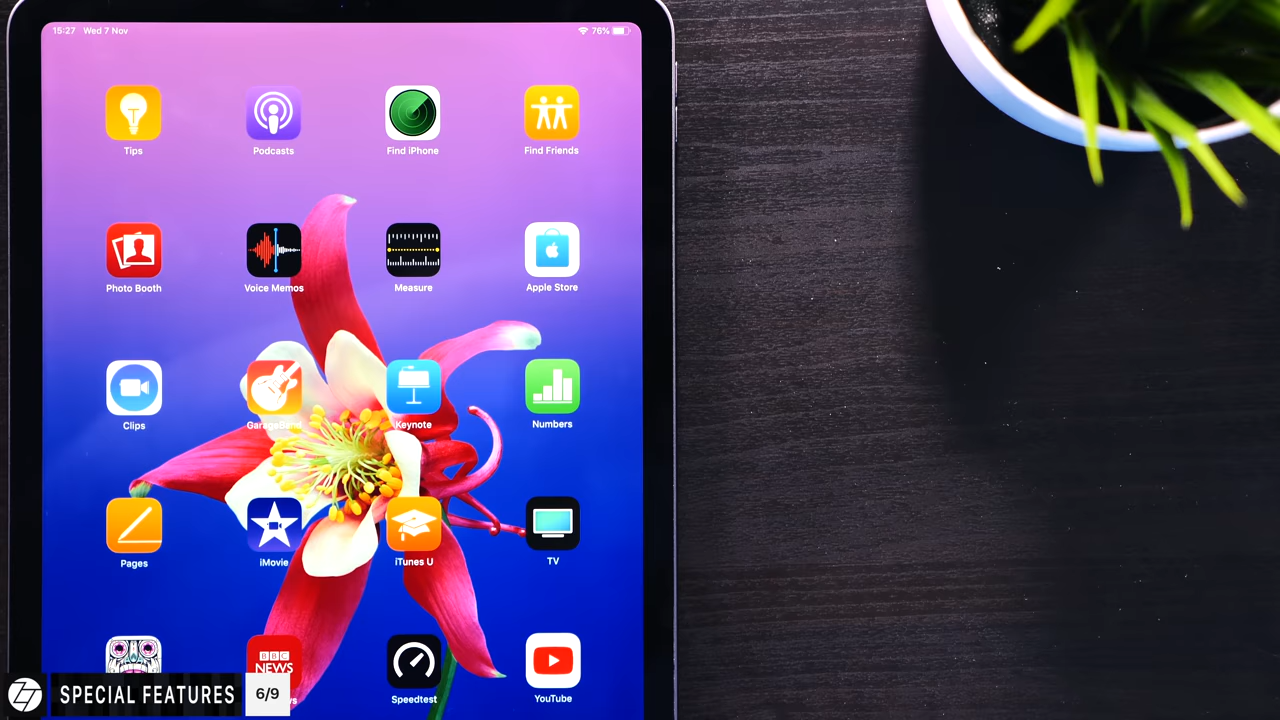 15:27 Wed 7 Nov 76%
Tips Podcasts Find iPhone Find Friends
Photo Booth Voice Memos Measure Apple Store
Clips GarageBand Keynote Numbers
Pages iMovie iTunes U TV
BBC
NEWS
Speedtest YouTube
SPECIAL FEATURES 6/9